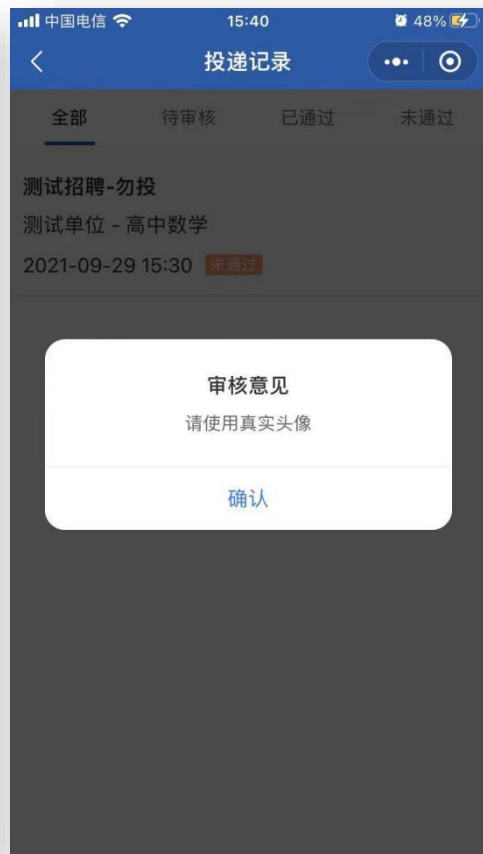 中国电信 15:40 48%
投递记录
全部 待审核 已通过 未通过
测试招聘-勿投
测试单位 - 高中数学
2021-09-29 15:30 未通过
审核意见
请使用真实头像
确认